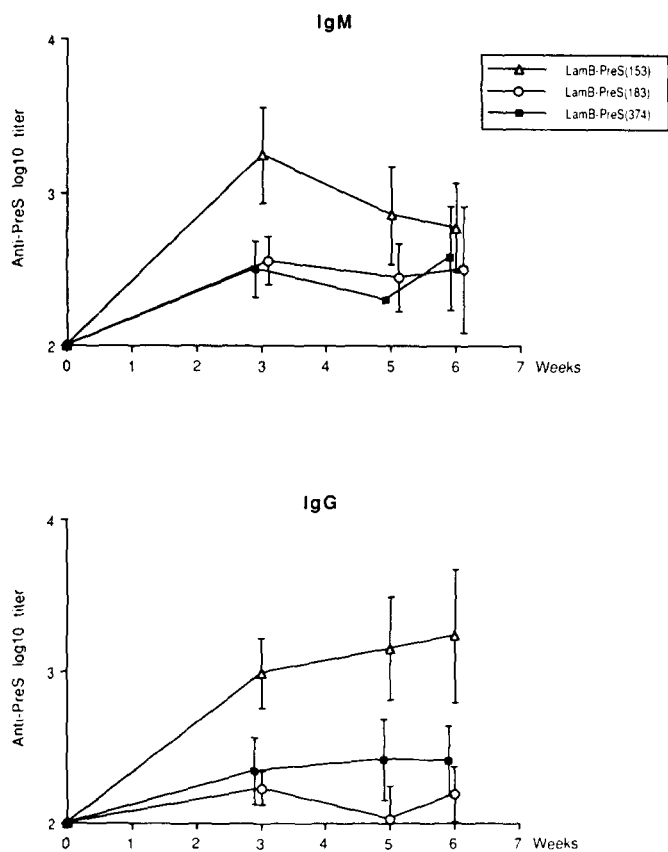 IgM
4
3
2
Anti-PreS log10 titer
LamB-PreS(153)
LamB-PreS(183)
LamB-PreS(374)
0 1 2 3 4 5 6 7 Weeks
IgG
4
3
2
Anti-PreS log10 titer
0 1 2 3 4 5 6 7 Weeks